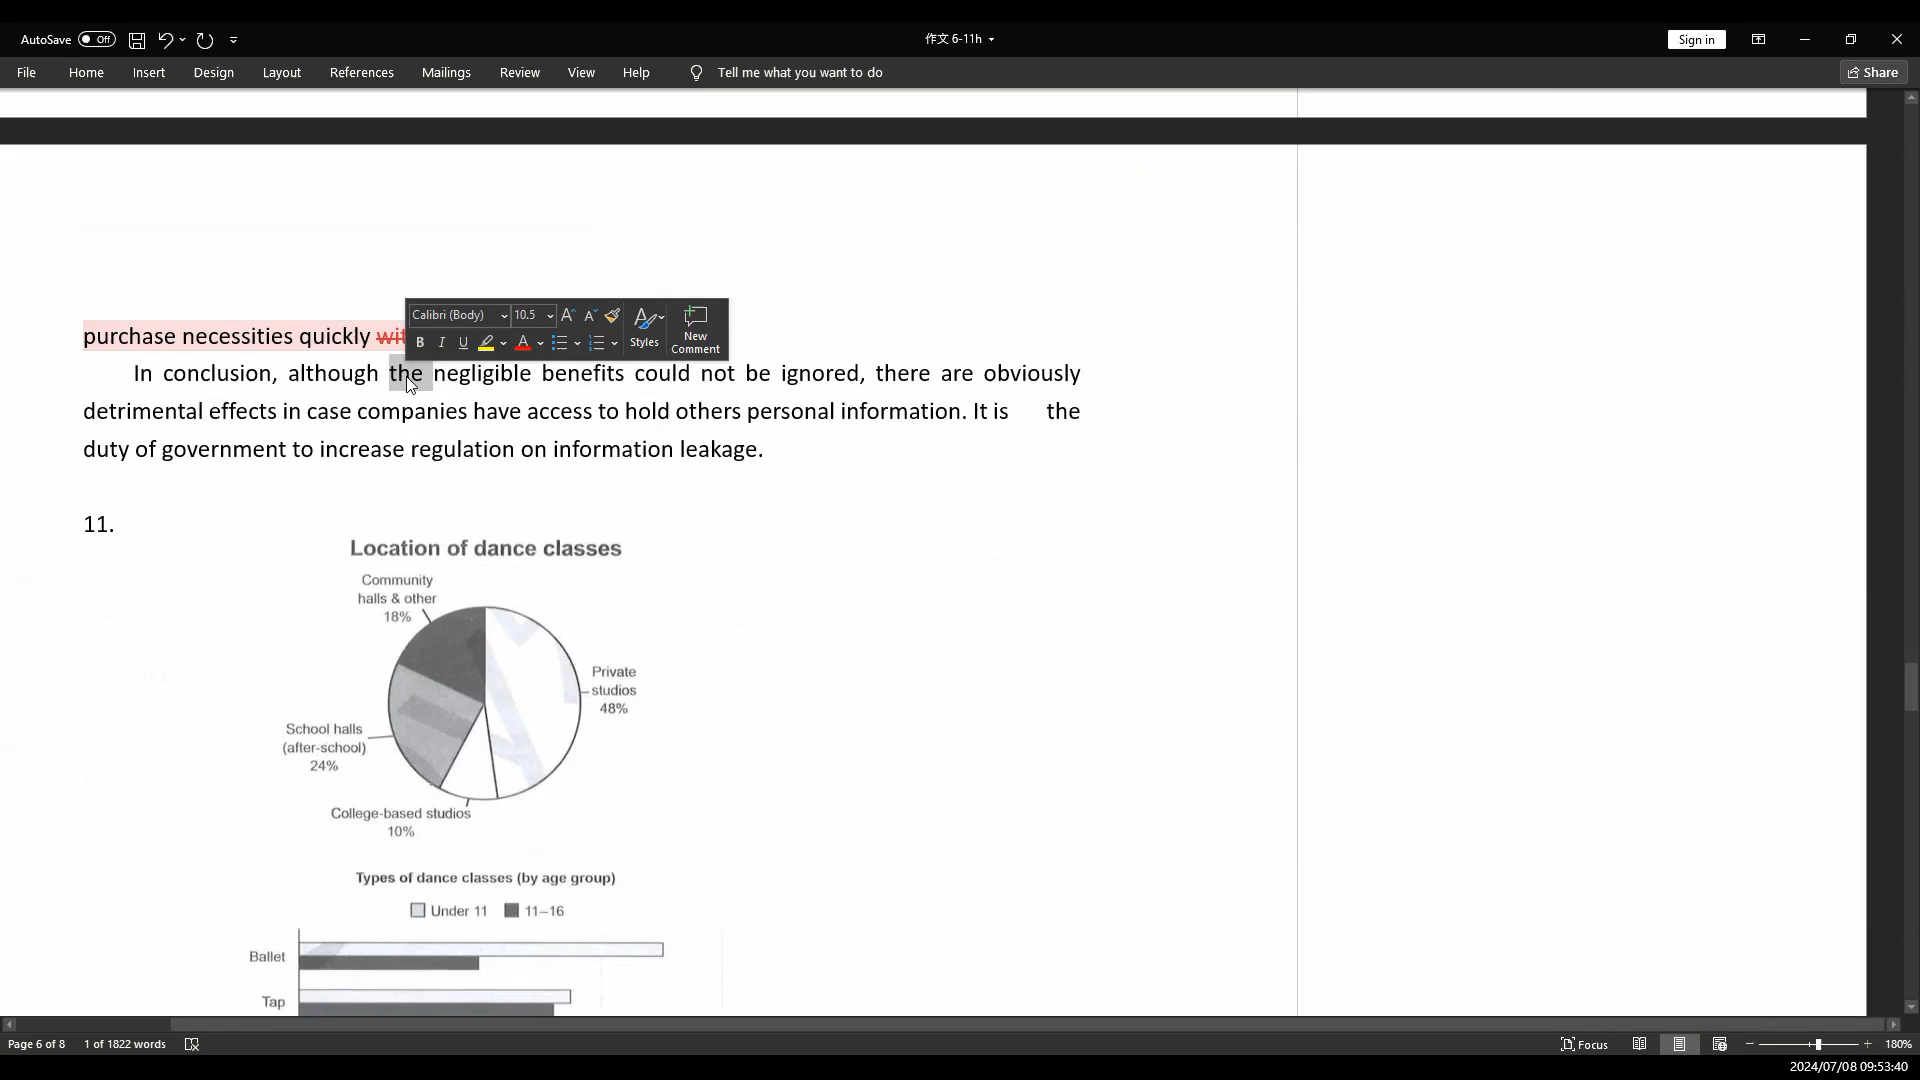 AutoSave Off
作文 6-11h
Sign in
File Home Insert Design Layout References Mailings Review View Help Tell me what you want to do
Share
Calibri (Body) 10.5
B I U A Styles New
Comment
purchase necessities quickly
In conclusion, although the negligible benefits could not be ignored, there are obviously
detrimental effects in case companies have access to hold others personal information. It is the
duty of government to increase regulation on information leakage.
11.
Location of dance classes
Community
halls & other
18%
Private
studios
48%
School halls
(after-school)
24%
College-based studios
10%
Types of dance classes (by age group)
Under 11 11–16
Ballet
Tap
Page 6 of 8 1 of 1822 words
Focus
180%
2024/07/08 09:53:40